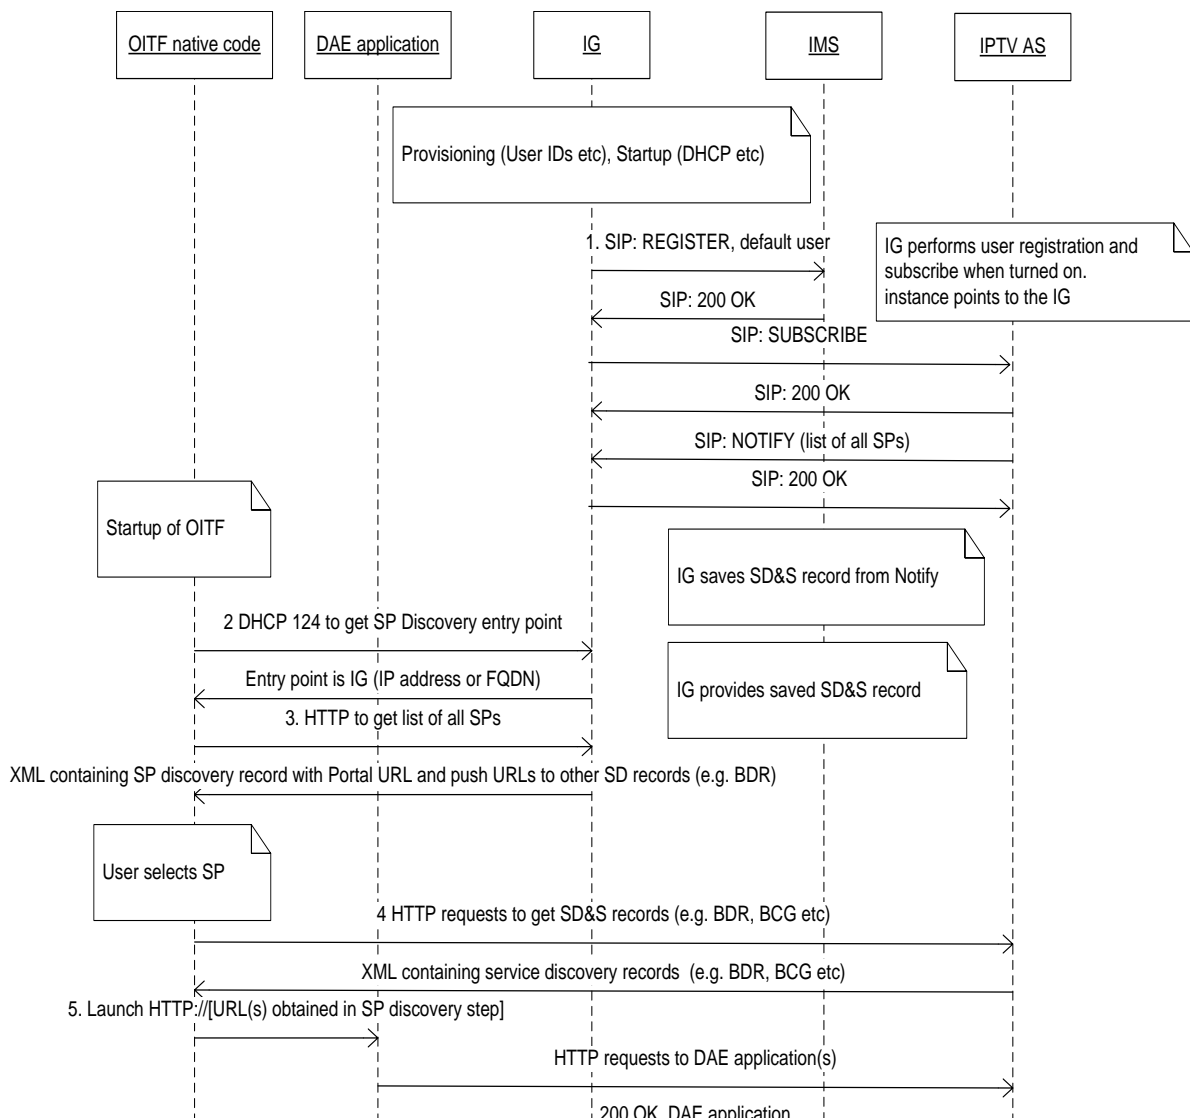 OITF native code
DAE application
IG
IMS
IPTV AS
Provisioning (User IDs etc), Startup (DHCP etc)
1. SIP: REGISTER, default user
IG performs user registration and
subscribe when turned on.
instance points to the IG
SIP: 200 OK
SIP: SUBSCRIBE
SIP: 200 OK
SIP: NOTIFY (list of all SPs)
SIP: 200 OK
Startup of OITF
IG saves SD&S record from Notify
2 DHCP 124 to get SP Discovery entry point
Entry point is IG (IP address or FQDN)
IG provides saved SD&S record
3. HTTP to get list of all SPs
XML containing SP discovery record with Portal URL and push URLs to other SD records (e.g. BDR)
User selects SP
4 HTTP requests to get SD&S records (e.g. BDR, BCG etc)
XML containing service discovery records (e.g. BDR, BCG etc)
5. Launch HTTP://[URL(s) obtained in SP discovery step]
HTTP requests to DAE application(s)
200 OK, DAE application